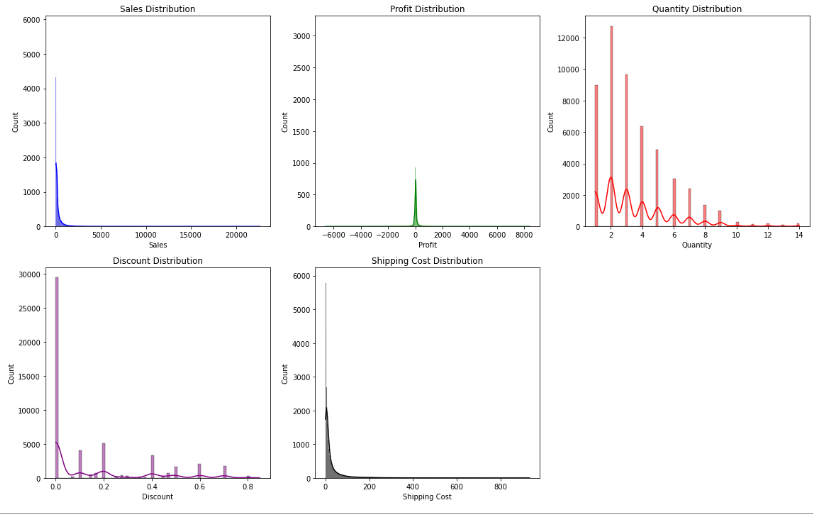 Sales Distribution
6000
5000
4000
3000
2000
1000
0
Count
0 5000 10000 15000 20000
Sales
Profit Distribution
3000
2500
2000
1500
1000
500
0
Count
−6000 −4000 −2000 0 2000 4000 6000 8000
Profit
Quantity Distribution
12000
10000
8000
6000
4000
2000
0
Count
2 4 6 8 10 12 14
Quantity
Discount Distribution
30000
25000
20000
15000
10000
5000
0
Count
0.0 0.2 0.4 0.6 0.8
Discount
Shipping Cost Distribution
6000
5000
4000
3000
2000
1000
0
Count
0 200 400 600 800
Shipping Cost